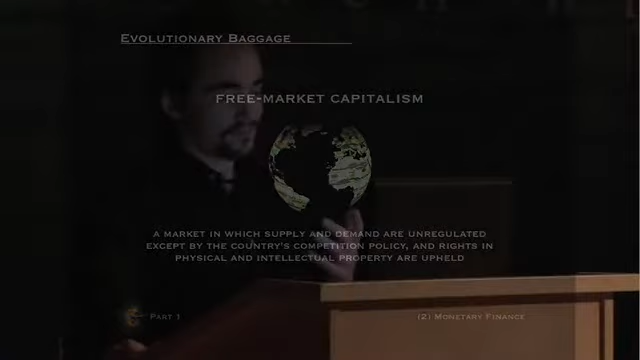 EVOLUTIONARY BAGGAGE
FREE-MARKET CAPITALISM
A MARKET IN WHICH SUPPLY AND DEMAND ARE UNREGULATED
EXCEPT BY THE COUNTRY'S COMPETITION POLICY, AND RIGHTS IN
PHYSICAL AND INTELLECTUAL PROPERTY ARE UPHELD
PART 1
(2) MONETARY FINANCE